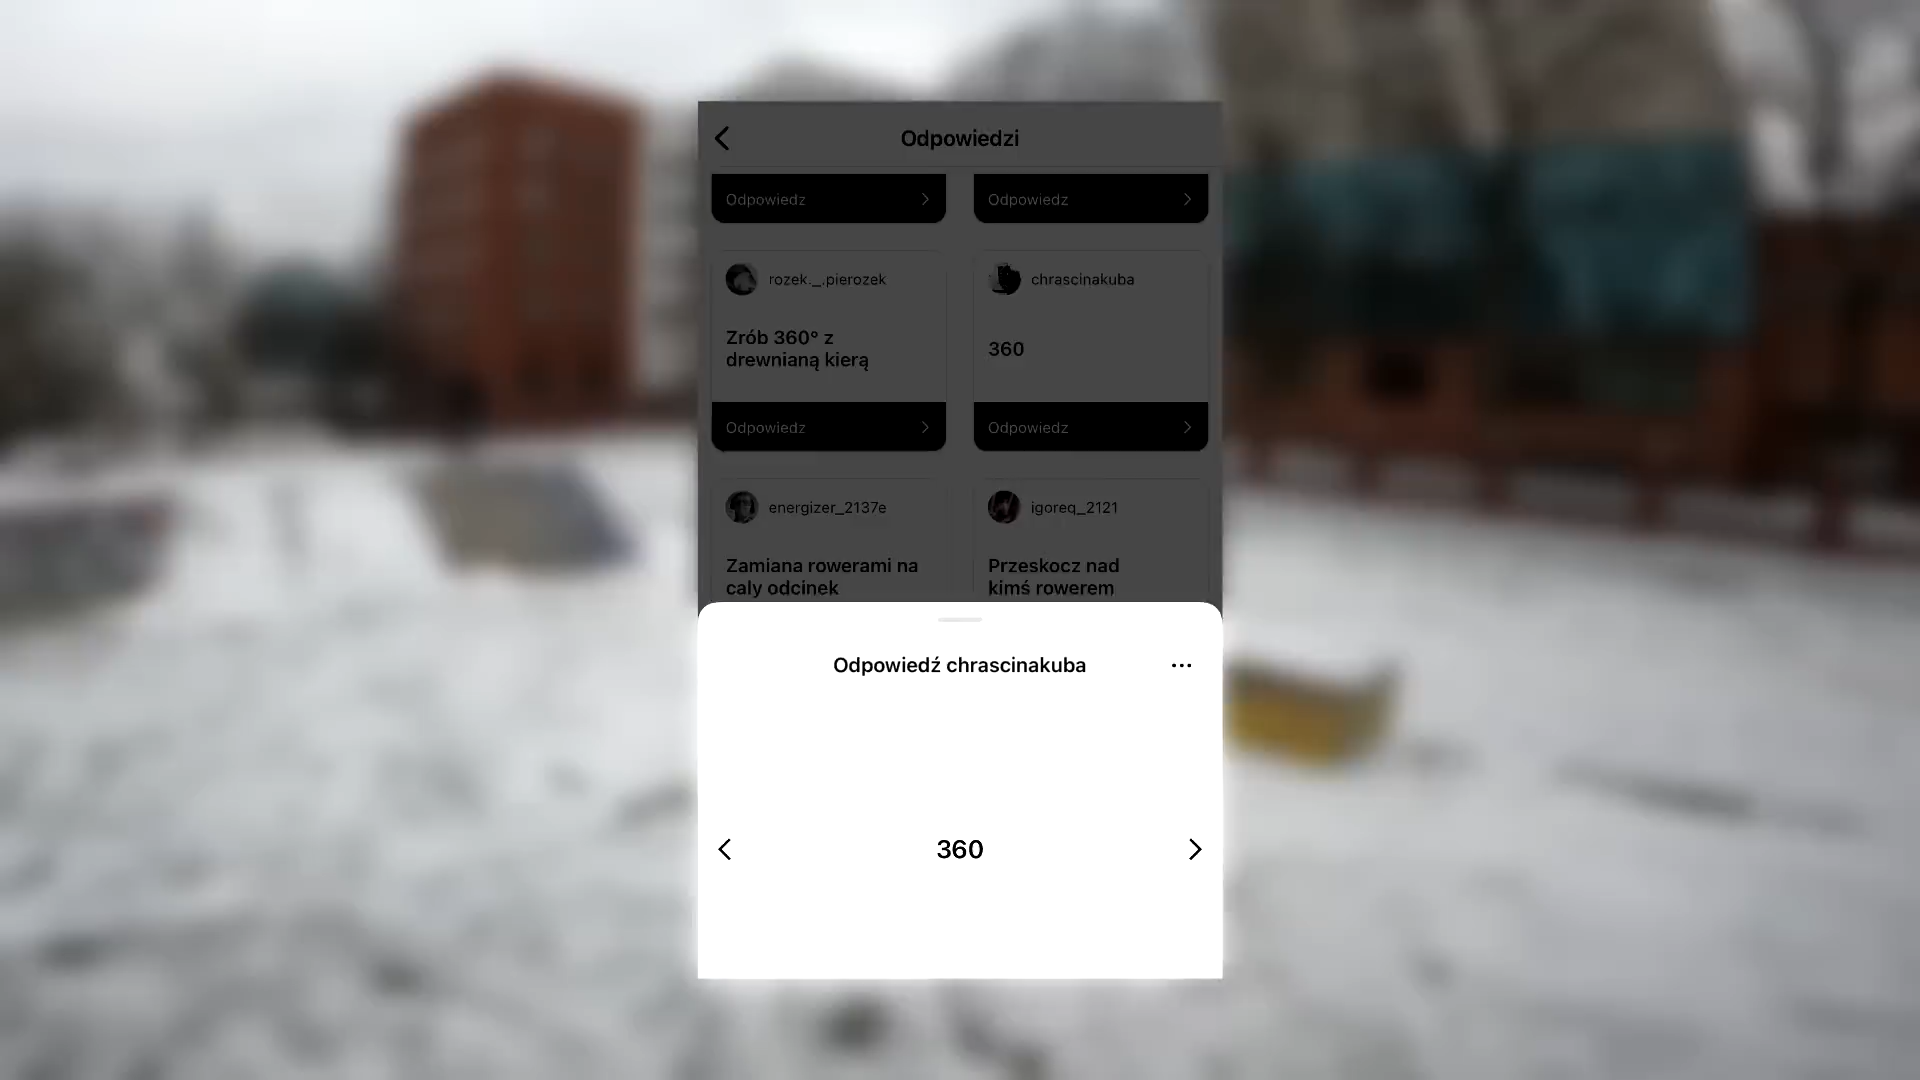 Odpowiedzi
Odpowiedz
Odpowiedz
rozek._.pierozek
chrascinakuba
Zrób 360° z
drewnianą kierą
360
Odpowiedz
Odpowiedz
energizer_2137e
igoreq_2121
Zamiana rowerami na
caly odcinek
Przeskocz nad
kimś rowerem
Odpowiedź chrascinakuba
360